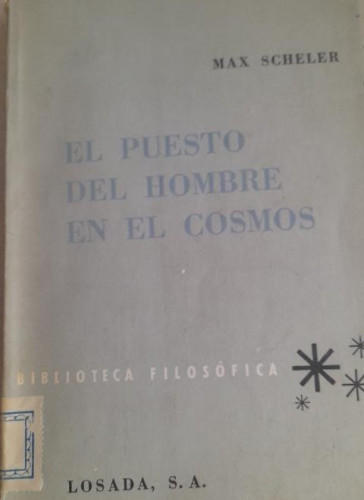 MAX SCHELER
EL PUESTO
DEL HOMBRE
EN EL COSMOS
BIBLIOTECA FILOSÓFICA
LOSADA, S. A.